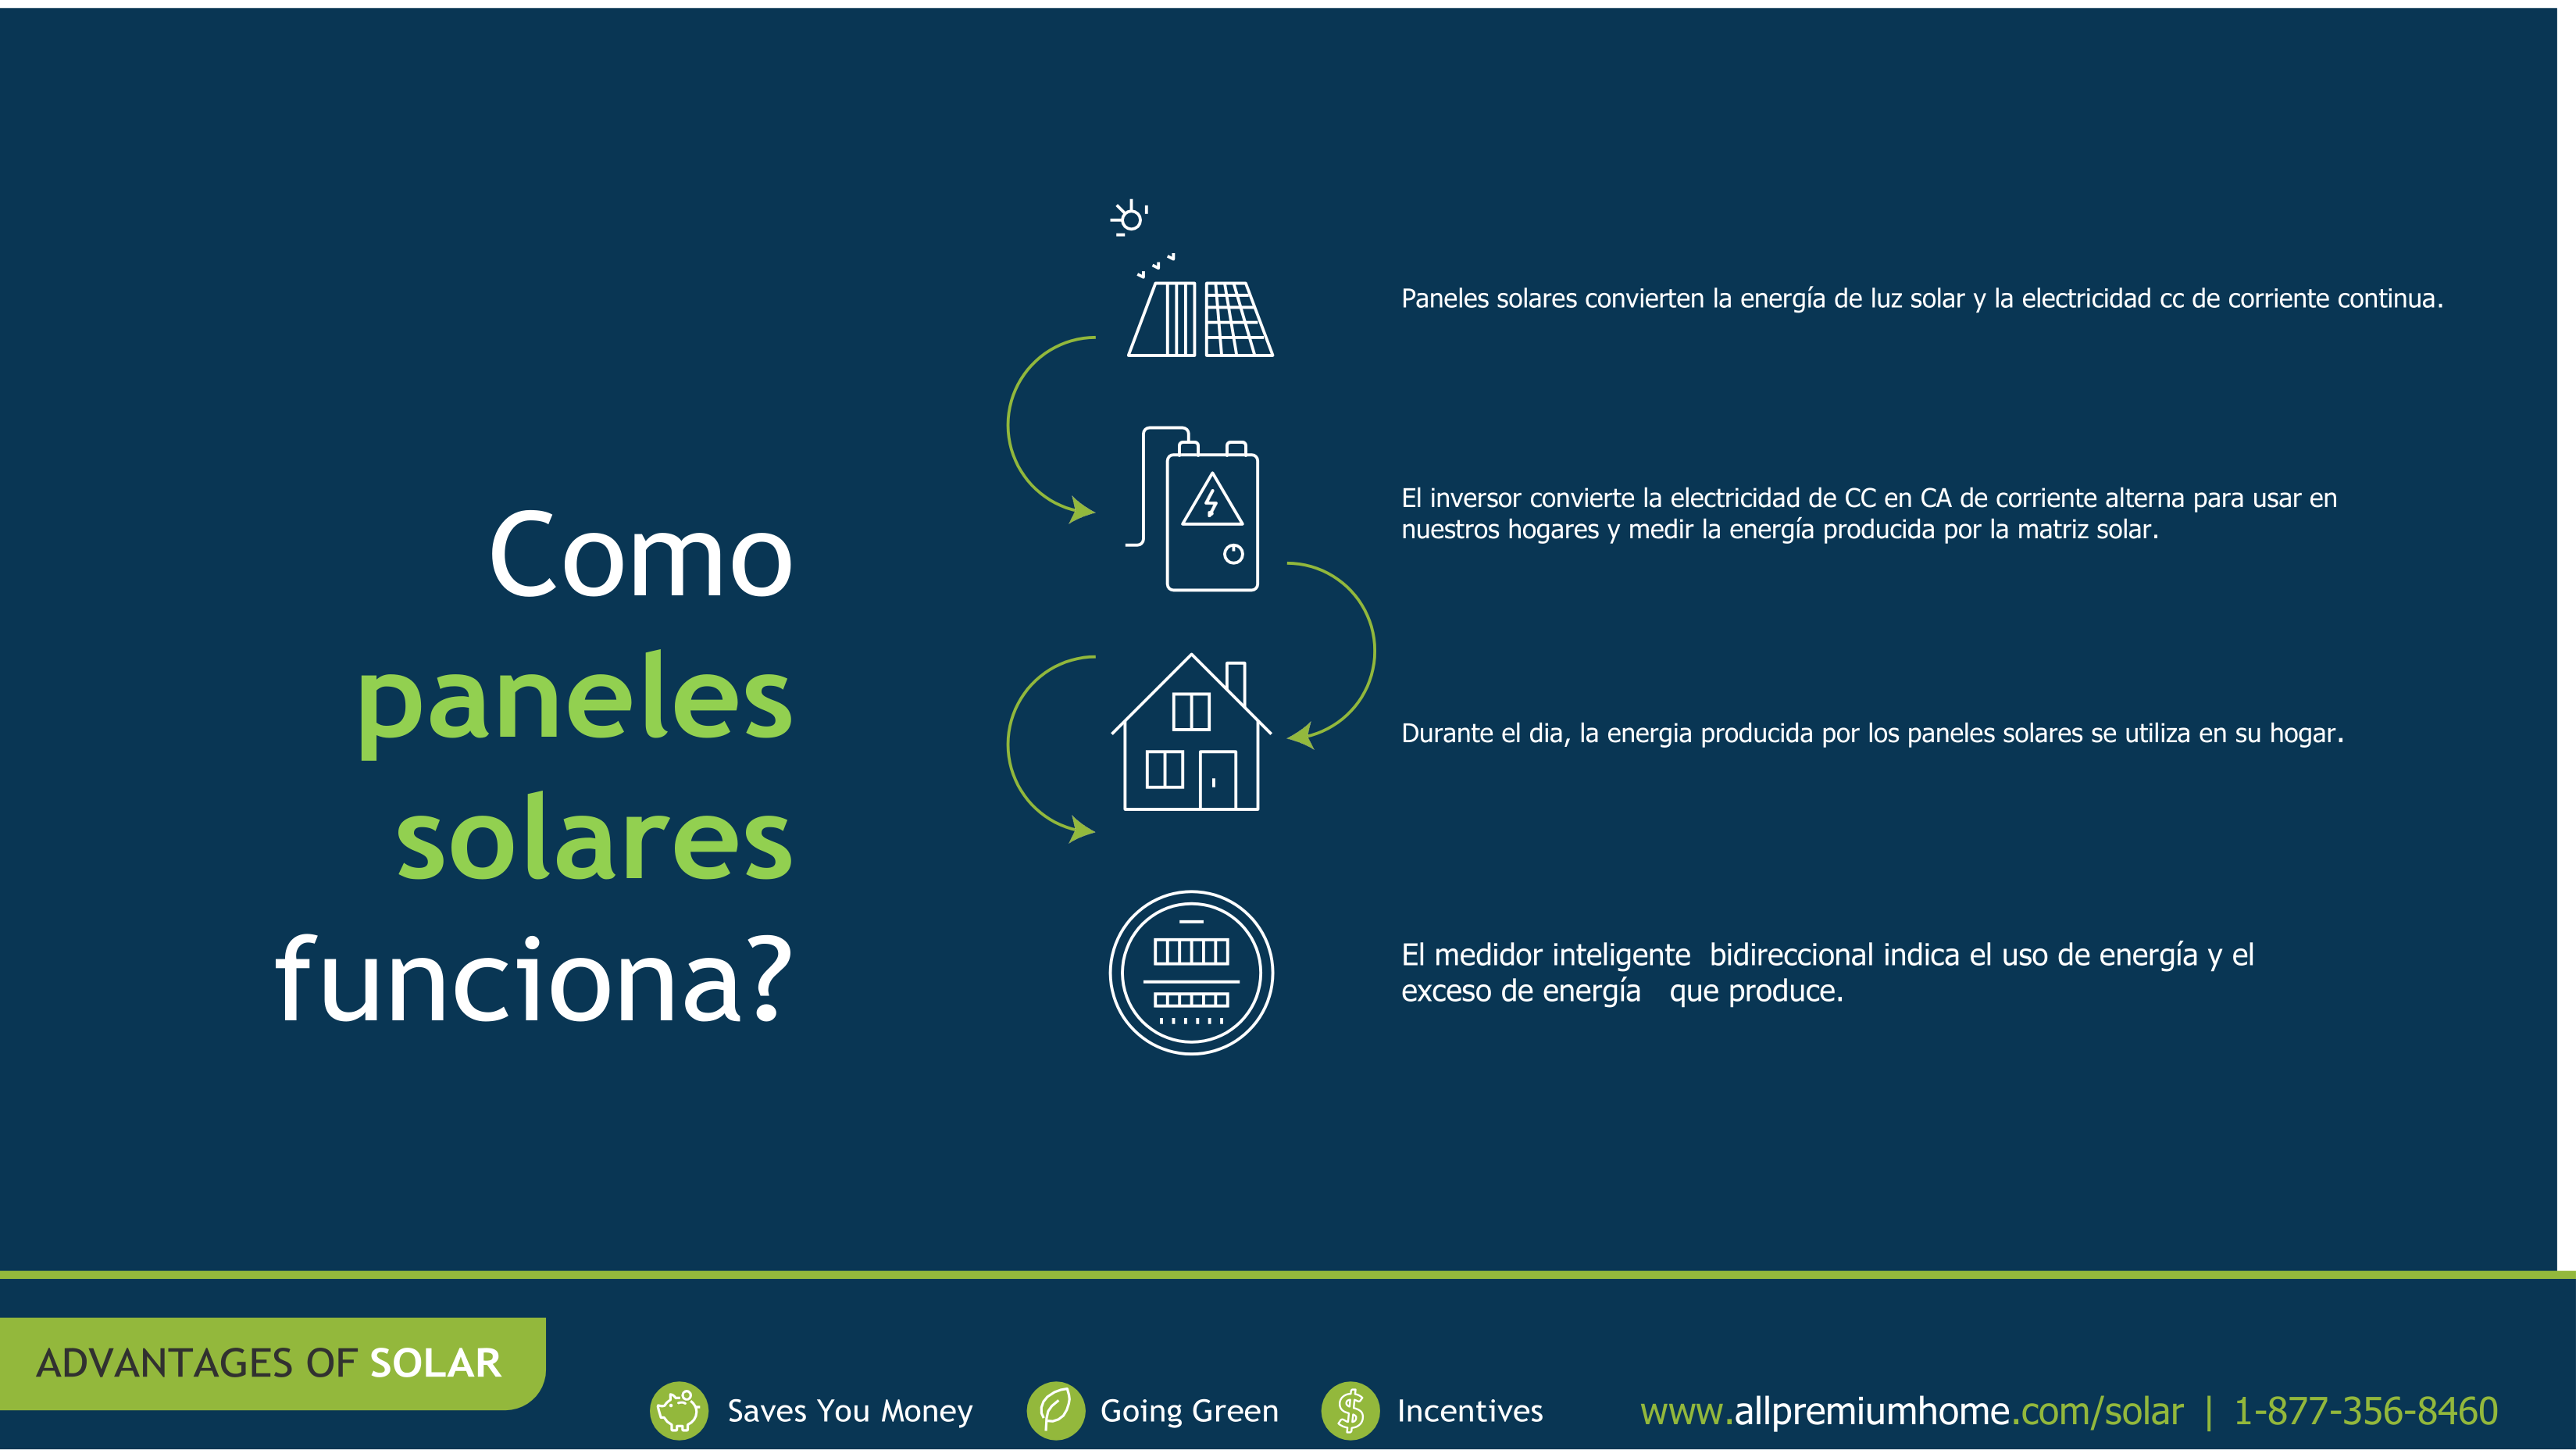 Como
paneles
solares
funciona?
Paneles solares convierten la energía de luz solar y la electricidad cc de corriente continua.
El inversor convierte la electricidad de CC en CA de corriente alterna para usar en
nuestros hogares y medir la energía producida por la matriz solar.
Durante el dia, la energia producida por los paneles solares se utiliza en su hogar.
El medidor inteligente  bidireccional indica el uso de energía y el
exceso de energía   que produce.
ADVANTAGES OF SOLAR
Saves You Money
Going Green
Incentives
www.allpremiumhome.com/solar | 1-877-356-8460